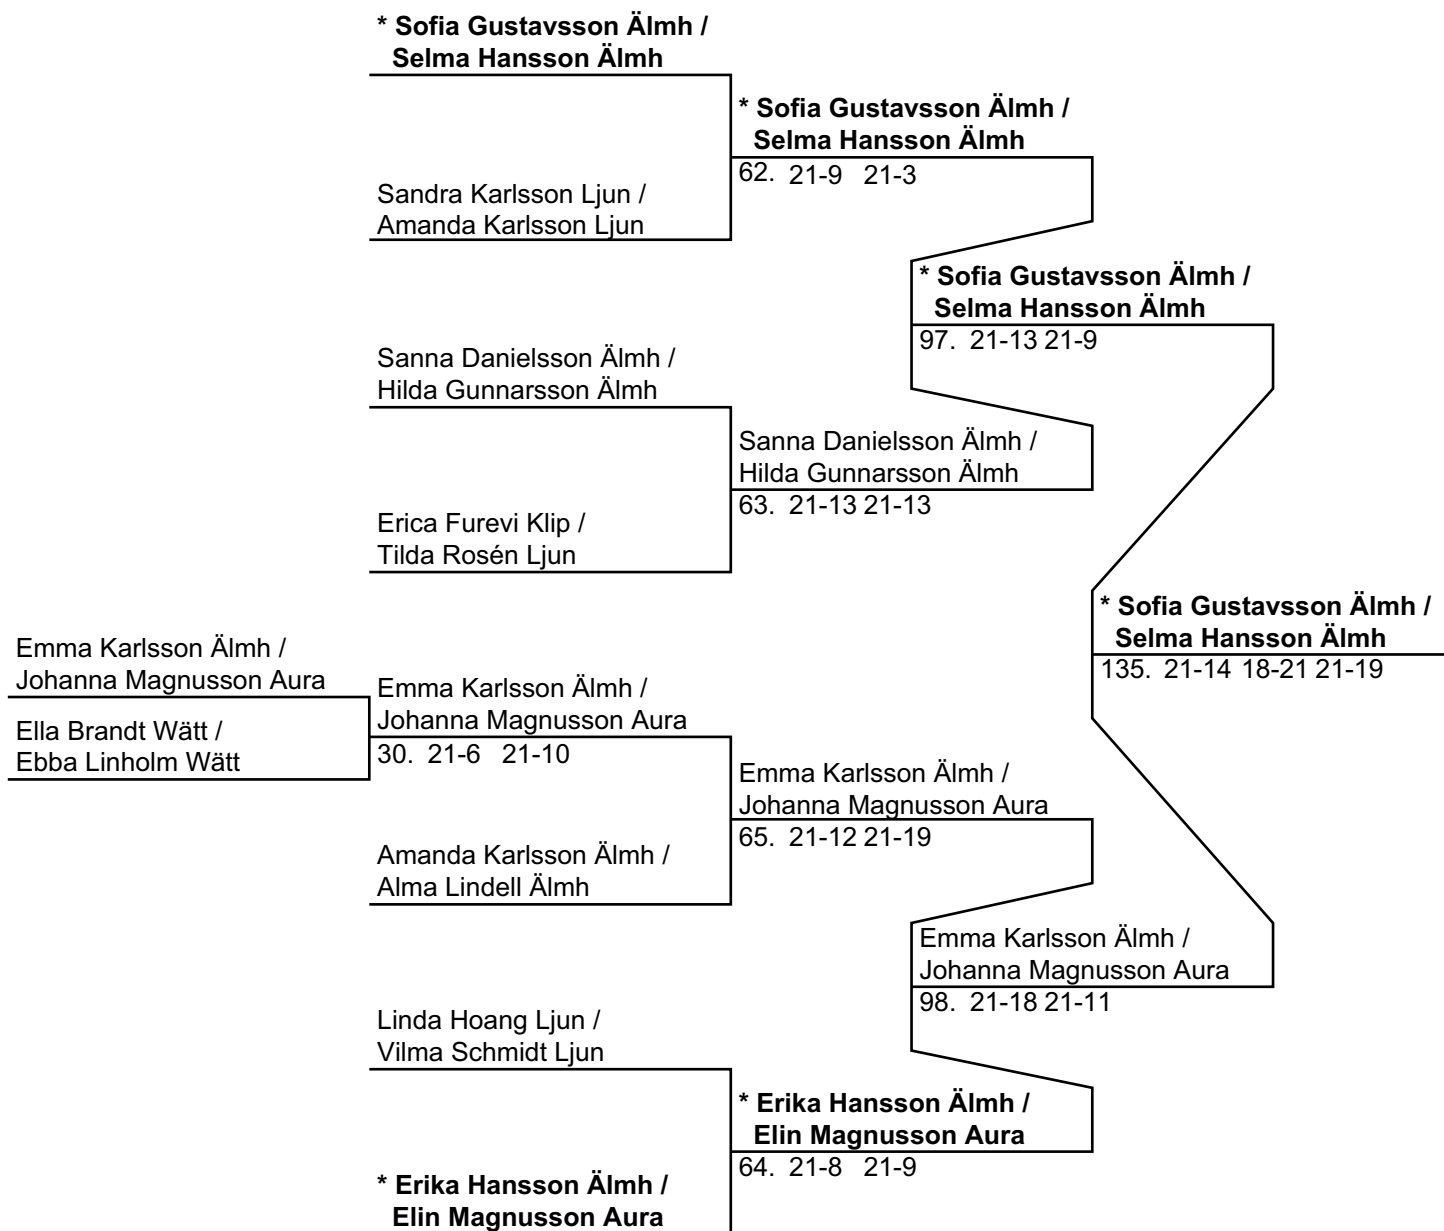 * Sofia Gustavsson Älmh /
Selma Hansson Älmh
* Sofia Gustavsson Älmh /
Selma Hansson Älmh
62. 21-9 21-3
Sandra Karlsson Ljun /
Amanda Karlsson Ljun
* Sofia Gustavsson Älmh /
Selma Hansson Älmh
97. 21-13 21-9
Sanna Danielsson Älmh /
Hilda Gunnarsson Älmh
Sanna Danielsson Älmh /
Hilda Gunnarsson Älmh
63. 21-13 21-13
Erica Furevi Klip /
Tilda Rosén Ljun
* Sofia Gustavsson Älmh /
Selma Hansson Älmh
135. 21-14 18-21 21-19
Emma Karlsson Älmh /
Johanna Magnusson Aura
Emma Karlsson Älmh /
Johanna Magnusson Aura
30. 21-6 21-10
Ella Brandt Wätt /
Ebba Linholm Wätt
Emma Karlsson Älmh /
Johanna Magnusson Aura
65. 21-12 21-19
Amanda Karlsson Älmh /
Alma Lindell Älmh
Emma Karlsson Älmh /
Johanna Magnusson Aura
98. 21-18 21-11
Linda Hoang Ljun /
Vilma Schmidt Ljun
* Erika Hansson Älmh /
Elin Magnusson Aura
64. 21-8 21-9
* Erika Hansson Älmh /
Elin Magnusson Aura